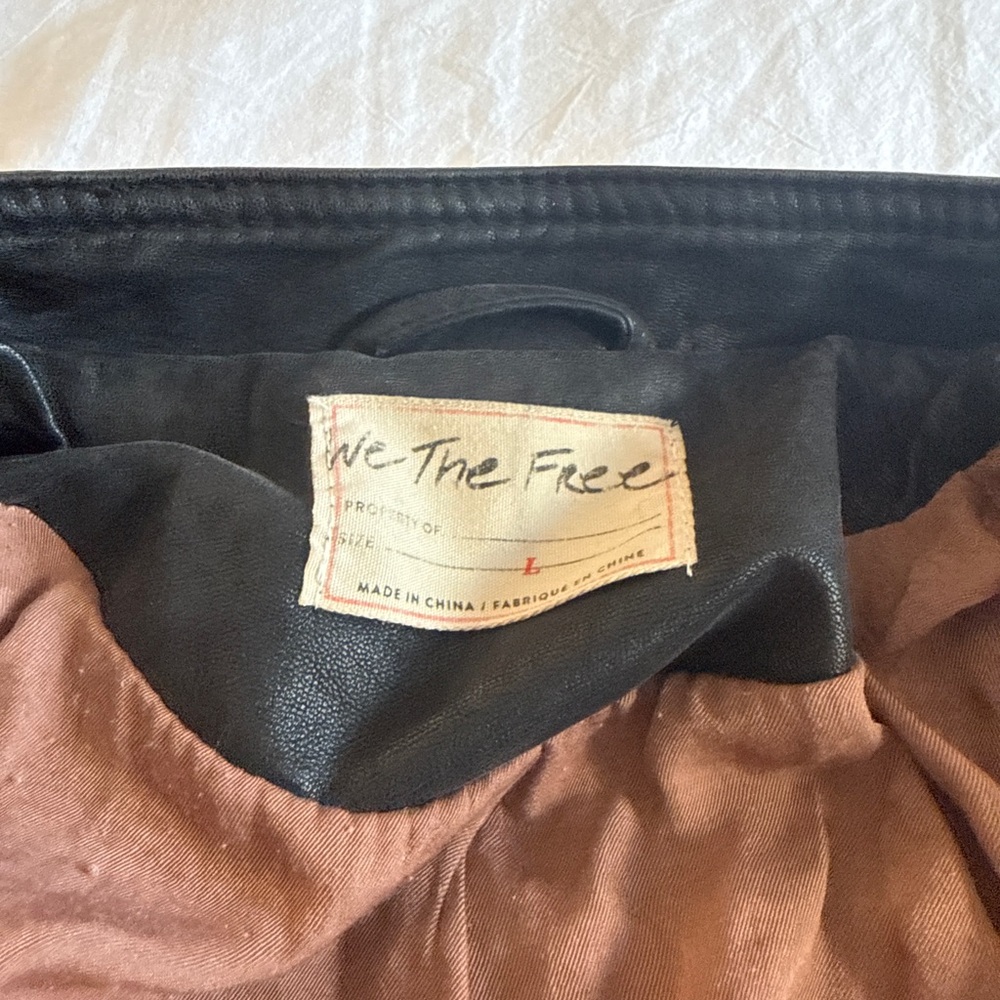 We The Free
PROPERTY OF
SIZE L
MADE IN CHINA / FABRIQUE EN CHINE